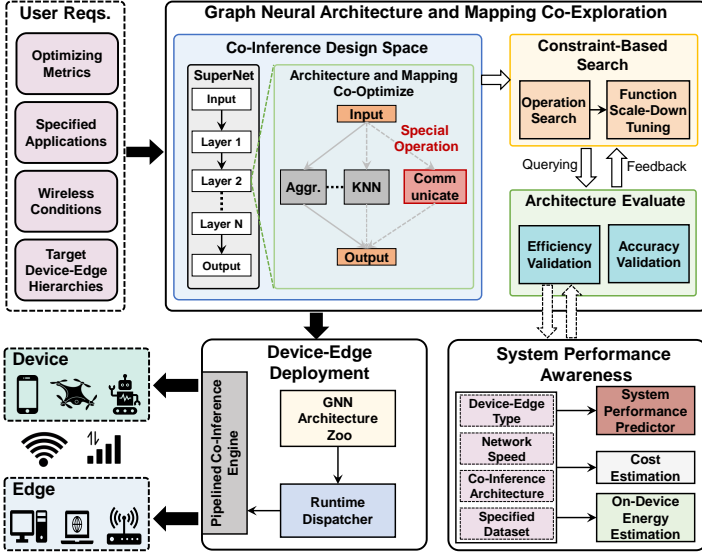 User Reqs.
Optimizing
Metrics
Specified
Applications
Wireless
Conditions
Target
Device-Edge
Hierarchies
Graph Neural Architecture and Mapping Co-Exploration
Co-Inference Design Space
SuperNet
Input
Layer 1
Layer 2
Layer N
Output
Architecture and Mapping
Co-Optimize
Input
Special
Operation
Aggr.
KNN
Comm
unicate
Output
Constraint-Based
Search
Operation
Search
Function
Scale-Down
Tuning
Querying
Feedback
Architecture Evaluate
Efficiency
Validation
Accuracy
Validation
Device
Edge
Device-Edge
Deployment
Pipelined Co-Inference
Engine
GNN
Architecture
Zoo
Runtime
Dispatcher
System Performance
Awareness
Device-Edge
Type
Network
Speed
Co-Inference
Architecture
Specified
Dataset
System
Performance
Predictor
Cost
Estimation
On-Device
Energy
Estimation